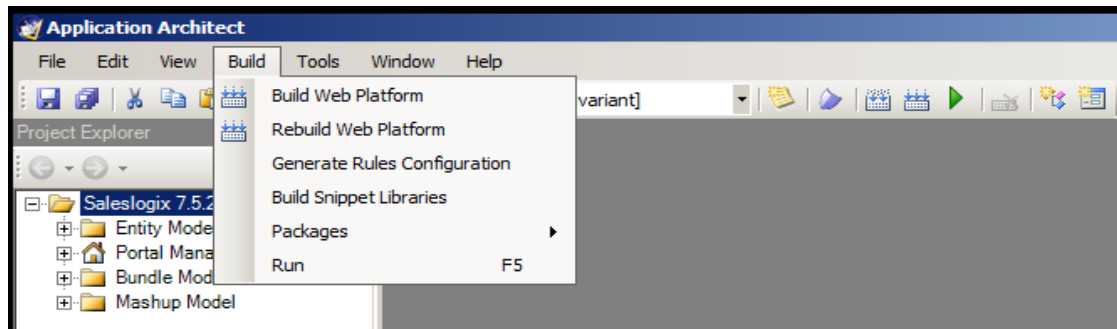 Application Architect
File Edit View Build Tools Window Help
Build Web Platform
variant]
Project Explorer
Rebuild Web Platform
Generate Rules Configuration
Saleslogix 7.5.2
Build Snippet Libraries
Entity Mode
Packages
Portal Mana
Run F5
Bundle Mod
Mashup Model